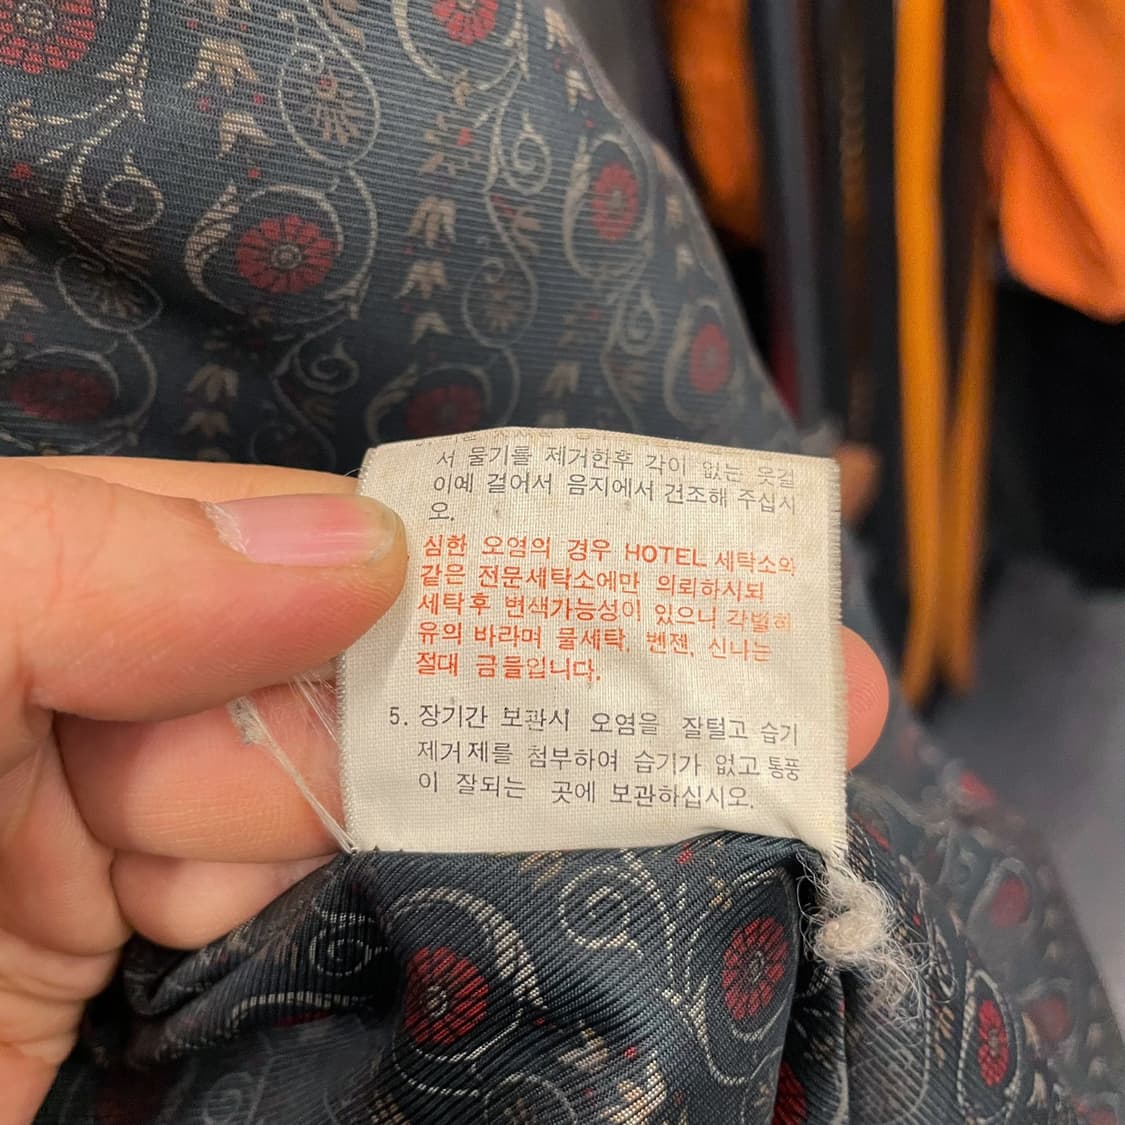 서 물기를 제거한후 각이 없는 옷걸
이에 걸어서 음지에서 건조해 주십시
오.
심한 오염의 경우 HOTEL 세탁소와
같은 전문세탁소에만 의뢰하시되
세탁후 변색가능성이 있으니 각별히
유의 바라며 물세탁, 벤젠, 신나는
절대 금물입니다.
5. 장기간 보관시 오염을 잘털고 습기
제거제를 첨부하여 습기가 없고 통풍
이 잘되는 곳에 보관하십시오.